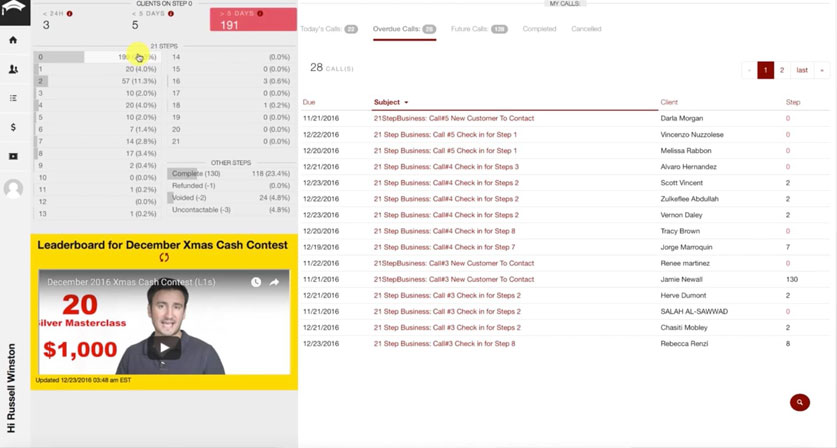 CLIENTS ON STEP 0
< 24H
3
< 5 DAYS
5
> 5 DAYS
191
21 STEPS
0
1 20 (4.0%)
2 57 (11.3%)
3 10 (2.0%)
4 20 (4.0%)
5 10 (2.0%)
6 7 (1.4%)
7 14 (2.8%)
8 17 (3.4%)
9 2 (0.4%)
10 0 (0.0%)
11 1 (0.2%)
12 (0.0%)
13 1 (0.2%)
14 (0.0%)
15 0 (0.0%)
16 3 (0.6%)
17 0 (0.0%)
18 1 (0.2%)
19 0 (0.0%)
20 0 (0.0%)
21 0 (0.0%)
OTHER STEPS
Complete (130) 118 (23.4%)
Refunded (-1) (0.0%)
Voided (-2) 24 (4.8%)
Uncontactable (-3) (4.8%)
Leaderboard for December Xmas Cash Contest
December 2016 Xmas Cash Contest (L1s)
20
Silver Masterclass
$1,000
Updated 12/23/2016 03:48 am EST
Hi Russell Winston
MY CALLS:
Today's Calls: 23 Overdue Calls: 28 Future Calls: Completed Cancelled
28 CALL(S)
‹ 1 2 last ›
Due Subject Client Step
11/21/2016 21StepBusiness: Call#5 New Customer To Contact Darla Morgan 0
12/22/2016 21 Step Business: Call #5 Check in for Step 1 Vincenzo Nuzzolese 0
12/20/2016 21 Step Business: Call #5 Check in for Step 1 Melissa Rabbon 0
12/21/2016 21 Step Business: Call#4 Check in for Steps 3 Alvaro Hernandez 0
12/23/2016 21 Step Business: Call#4 Check in for Steps 2 Scott Vincent 2
12/22/2016 21 Step Business: Call#4 Check in for Steps 2 Zulkeflee Abdullah 2
12/23/2016 21 Step Business: Call#4 Check in for Steps 2 Vernon Daley 2
12/20/2016 21 Step Business: Call#4 Check in for Step 8 Tracy Brown 0
12/19/2016 21 Step Business: Call#4 Check in for Step 7 Jorge Marroquin 7
11/22/2016 21StepBusiness: Call#3 New Customer To Contact Renee martinez 0
11/21/2016 21StepBusiness: Call#3 New Customer To Contact Jamie Newall 130
12/21/2016 21 Step Business: Call #3 Check in for Steps 2 Herve Dumont 2
11/21/2016 21 Step Business: Call #3 Check in for Steps 2 SALAH AL-SAWWAD 0
12/21/2016 21 Step Business: Call #3 Check in for Steps 2 Chasiti Mobley 2
12/23/2016 21 Step Business: Call#3 Check in for Step 8 Rebecca Renzi 8